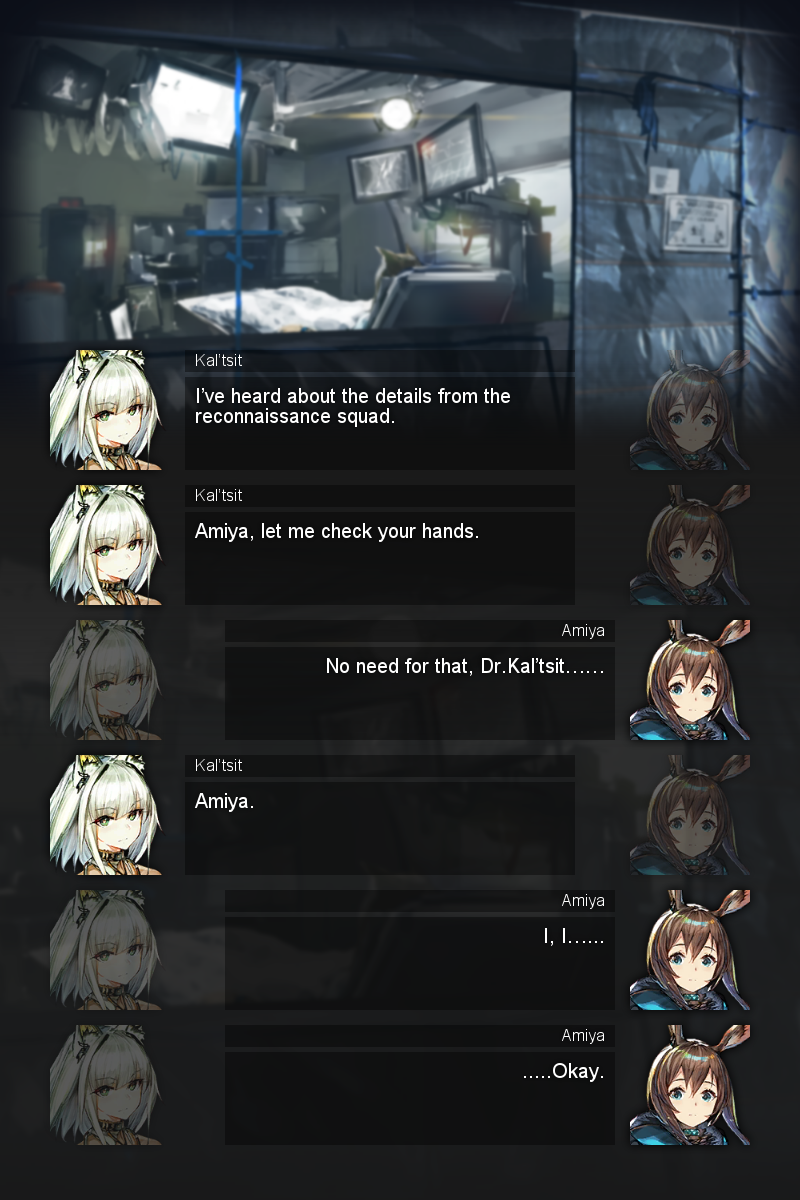 Kal'tsit
I've heard about the details from the
reconnaissance squad.
Kal'tsit
Amiya, let me check your hands.
Amiya
No need for that, Dr.Kal'tsit......
Kal'tsit
Amiya.
Amiya
I, I......
Amiya
.....Okay.